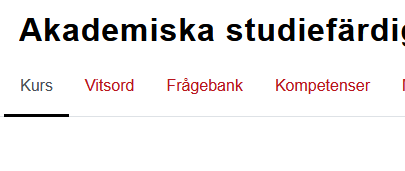 Akademiska studiefärdig
Kurs Vitsord Frågebank Kompetenser